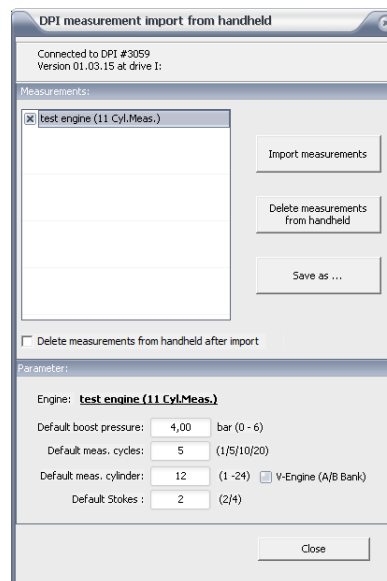 DPI measurement import from handheld
Connected to DPI #3059
Version 01.03.15 at drive I:
Measurements:
test engine (11 Cyl.Meas.)
Import measurements
Delete measurements
from handheld
Save as ...
Delete measurements from handheld after import
Parameter:
Engine: test engine (11 Cyl.Meas.)
Default boost pressure: 4,00 bar (0 - 6)
Default meas. cycles: 5 (1/5/10/20)
Default meas. cylinder: 12 (1 -24) V-Engine (A/B Bank)
Default Stokes : 2 (2/4)
Close